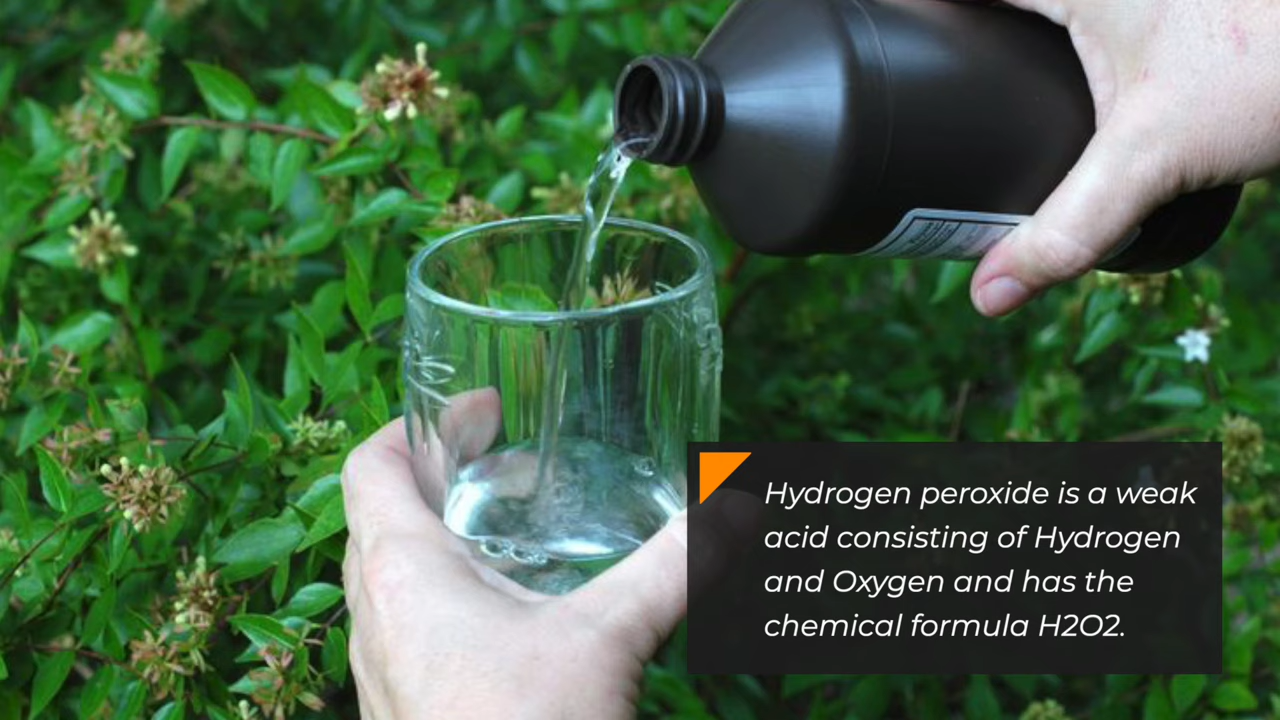 Hydrogen peroxide is a weak
acid consisting of Hydrogen
and Oxygen and has the
chemical formula H2O2.